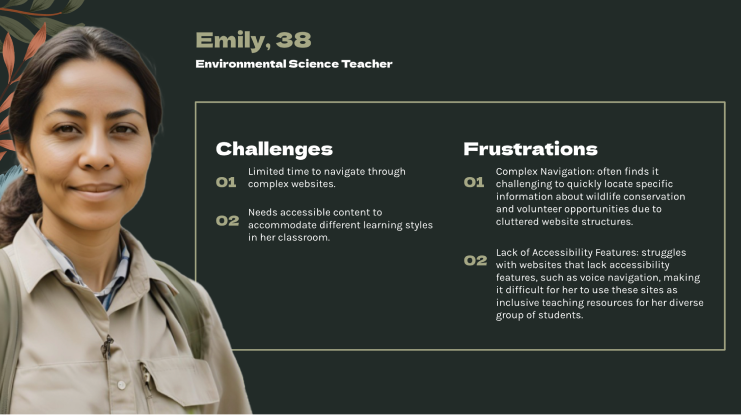 Emily, 38
Environmental Science Teacher
Challenges
01
Limited time to navigate through
complex websites.
02
Needs accessible content to
accommodate different learning styles
in her classroom.
Frustrations
01
Complex Navigation: often finds it
challenging to quickly locate specific
information about wildlife conservation
and volunteer opportunities due to
cluttered website structures.
02
Lack of Accessibility Features: struggles
with websites that lack accessibility
features, such as voice navigation, making
it difficult for her to use these sites as
inclusive teaching resources for her diverse
group of students.